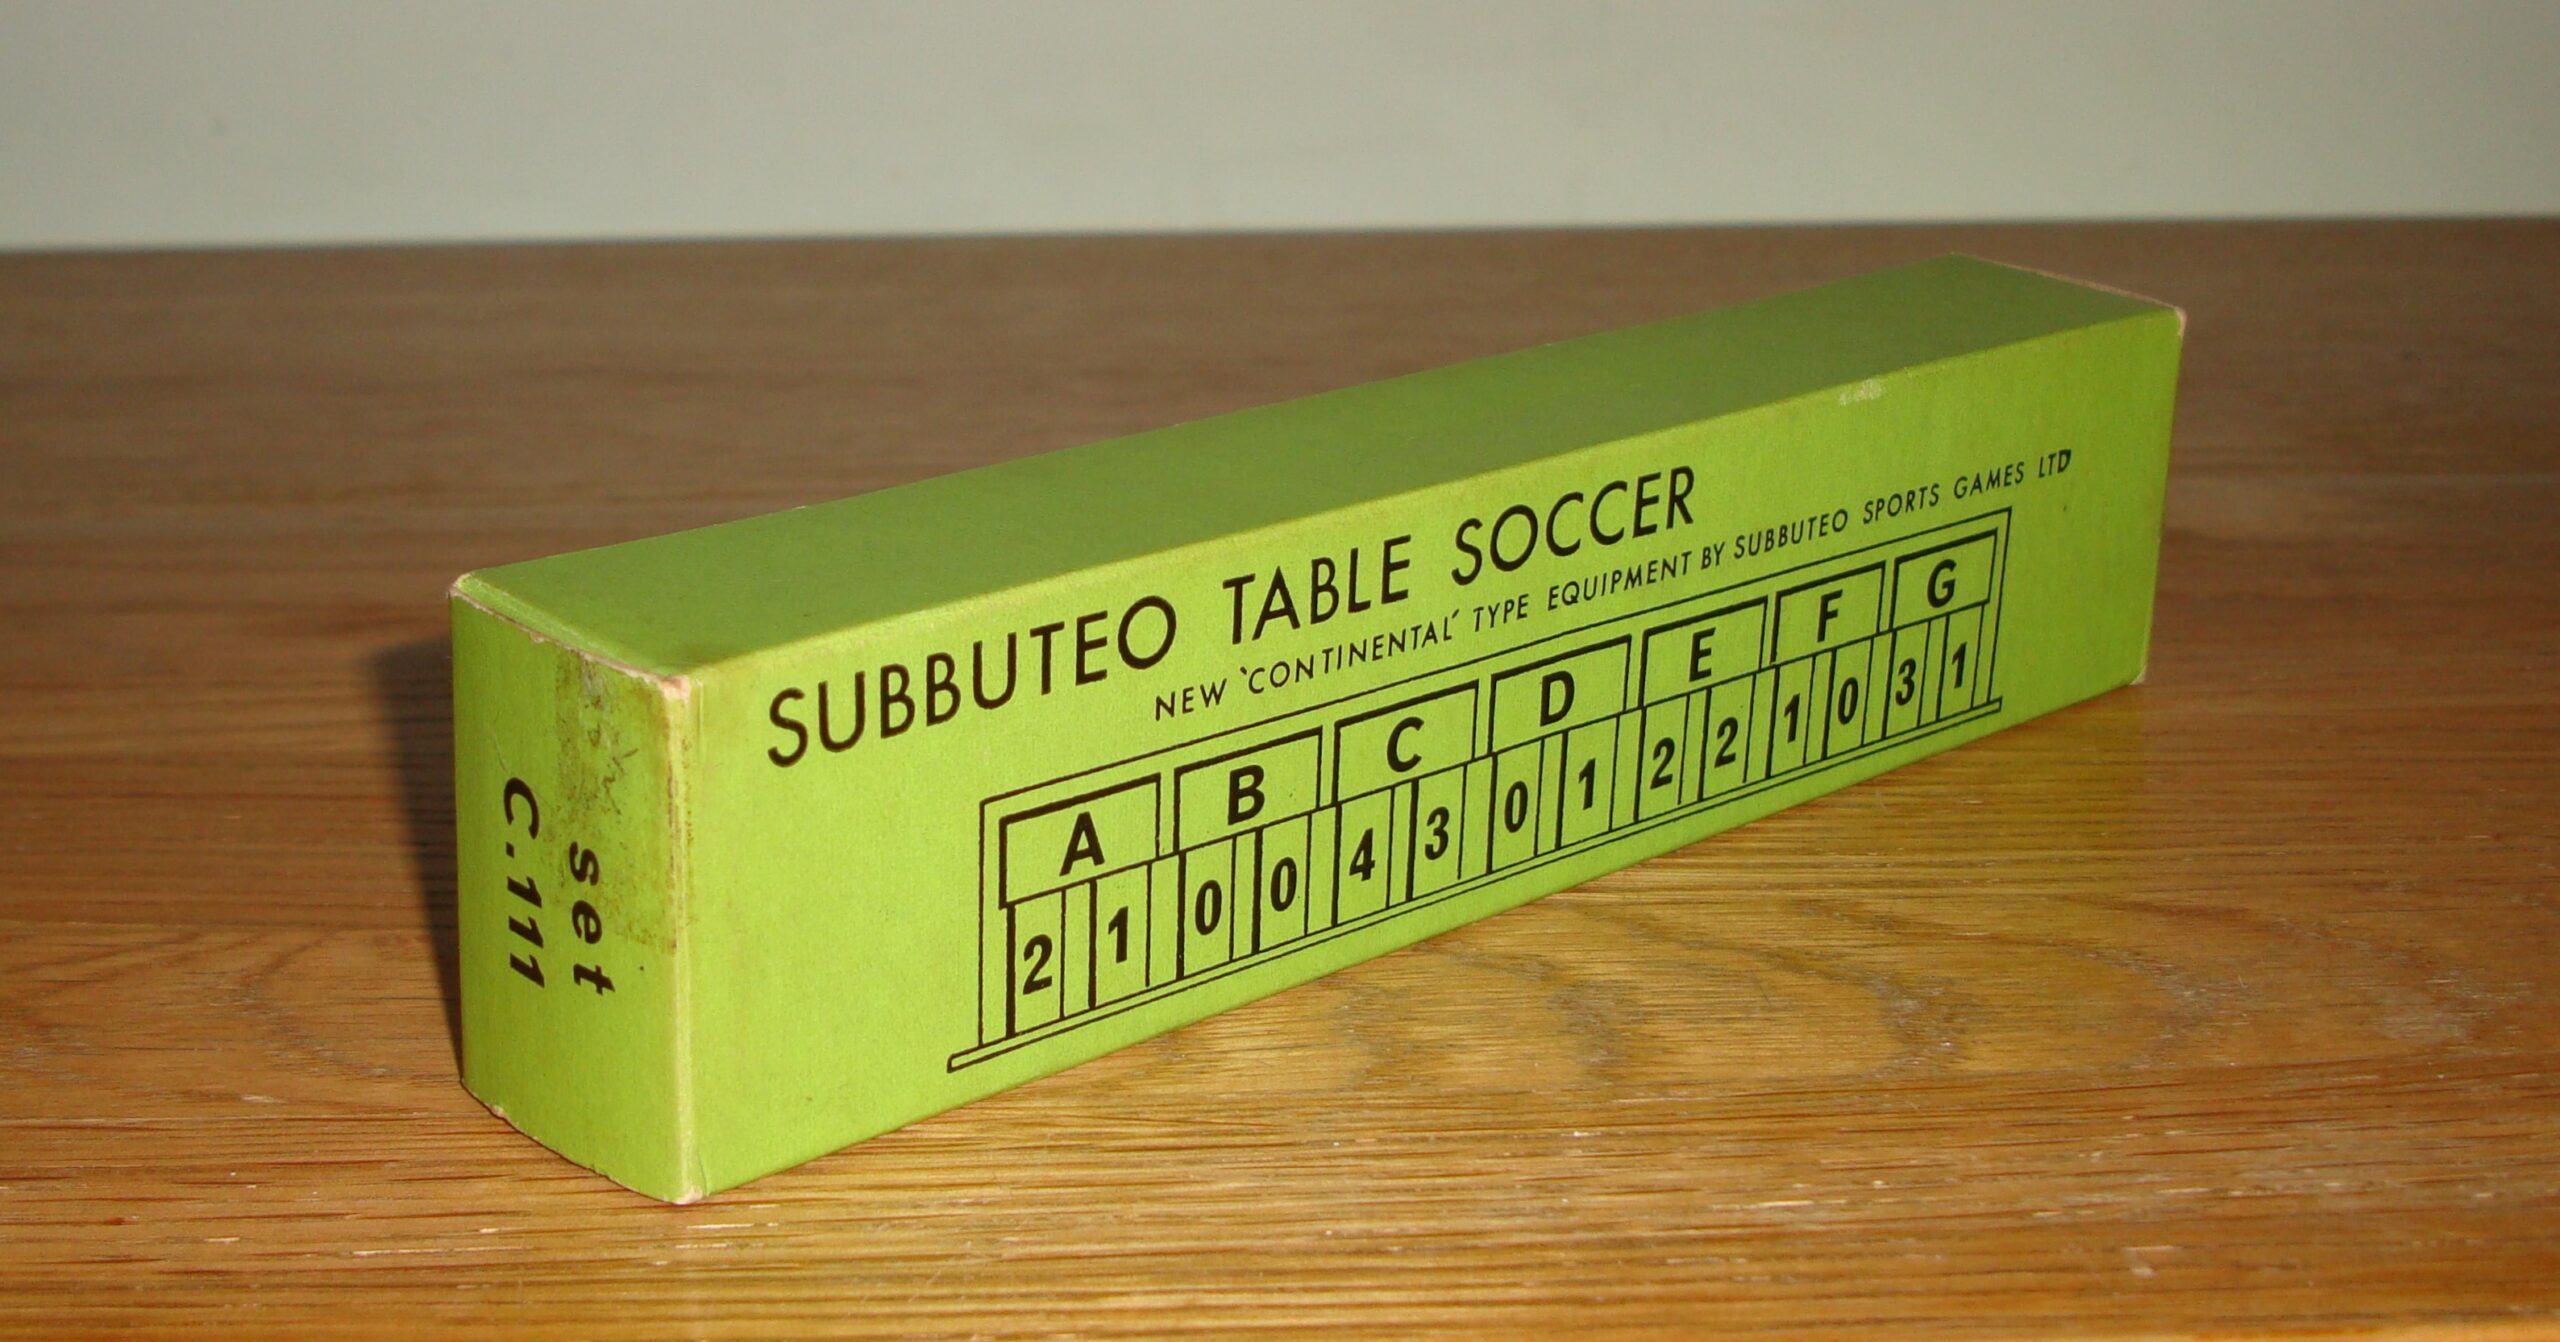 SUBBUTEO TABLE SOCCER
NEW 'CONTINENTAL' TYPE EQUIPMENT BY SUBBUTEO SPORTS GAMES LTD
A B C D E F G
2 1 0 0 4 3 0 1 2 2 1 0 3 1
set
C.111